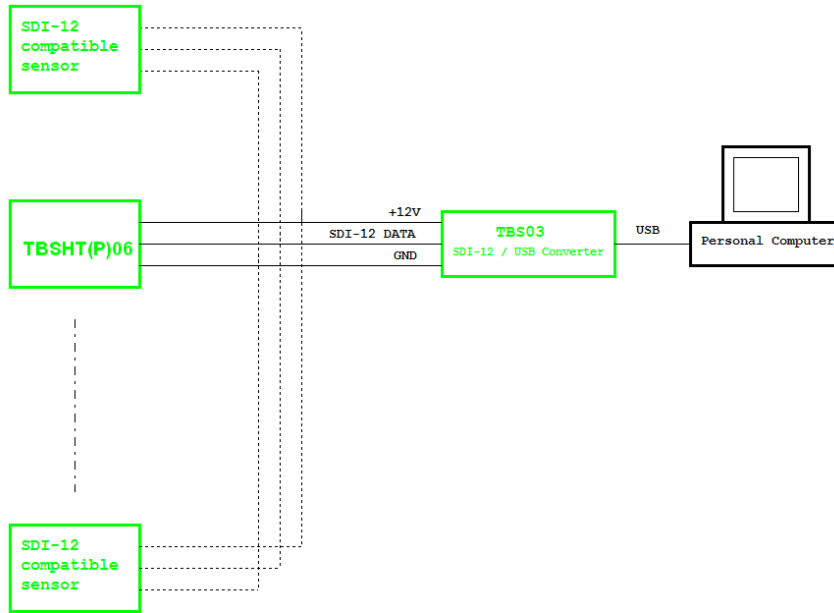 SDI-12
compatible
sensor
+12V
SDI-12 DATA
GND
TBSHT(P)06
TBS03
SDI-12 / USB Converter
USB
Personal Computer
SDI-12
compatible
sensor